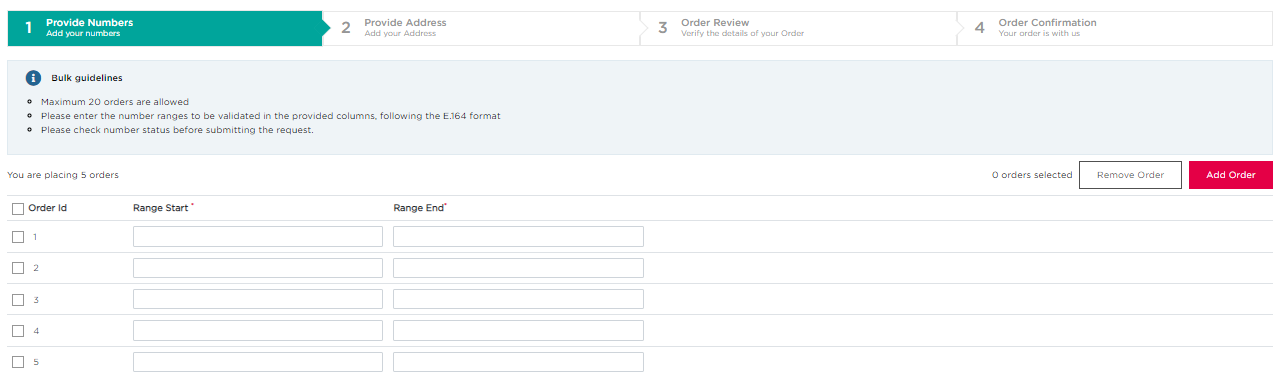 1 Provide Numbers
Add your numbers
2 Provide Address
Add your Address
3 Order Review
Verify the details of your Order
4 Order Confirmation
Your order is with us
i Bulk guidelines
Maximum 20 orders are allowed
Please enter the number ranges to be validated in the provided columns, following the E.164 format
Please check number status before submitting the request.
You are placing 5 orders 0 orders selected Remove Order Add Order
Order Id Range Start * Range End*
1
2
3
4
5